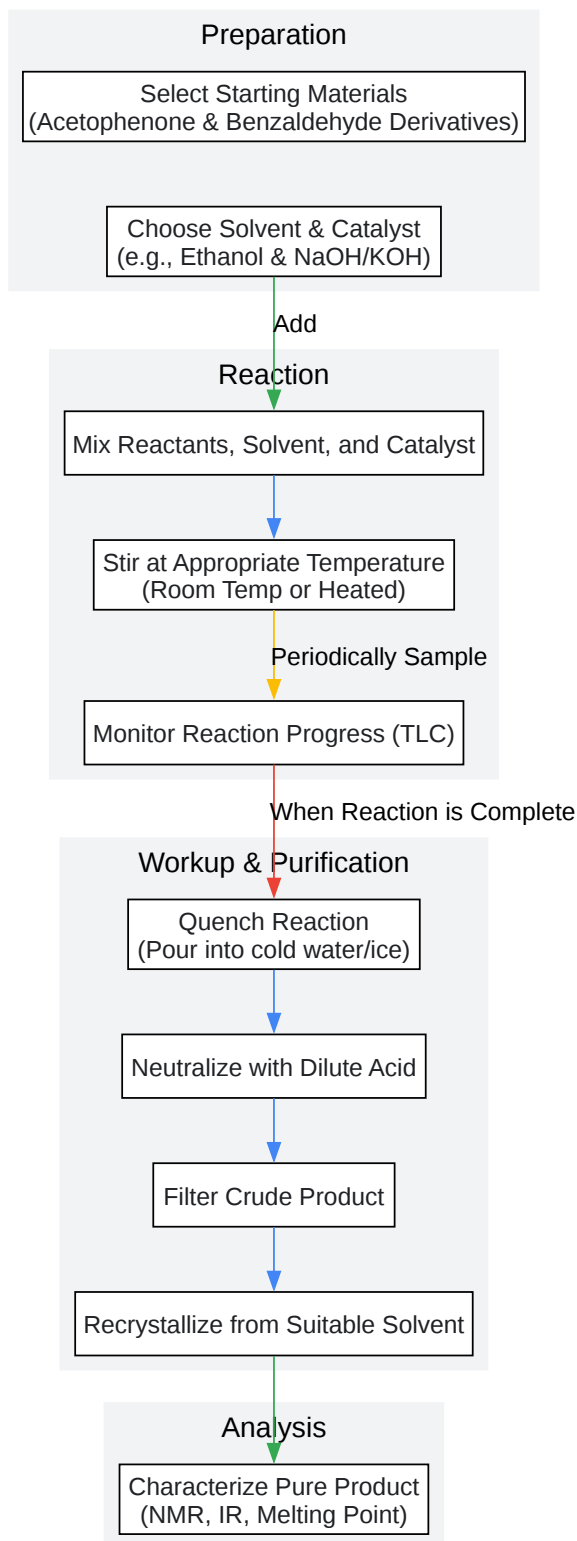 Preparation
Select Starting Materials
(Acetophenone & Benzaldehyde Derivatives)
Choose Solvent & Catalyst
(e.g., Ethanol & NaOH/KOH)
Add
Reaction
Mix Reactants, Solvent, and Catalyst
Stir at Appropriate Temperature
(Room Temp or Heated)
Periodically Sample
Monitor Reaction Progress (TLC)
When Reaction is Complete
Workup & Purification
Quench Reaction
(Pour into cold water/ice)
Neutralize with Dilute Acid
Filter Crude Product
Recrystallize from Suitable Solvent
Analysis
Characterize Pure Product
(NMR, IR, Melting Point)